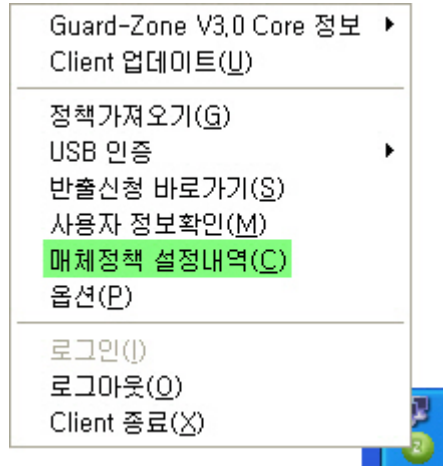 Guard-Zone V3,0 Core 정보
Client 업데이트(U)
정책가져오기(G)
USB 인증
반출신청 바로가기(S)
사용자 정보확인(M)
매체정책 설정내역(C)
옵션(P)
로그인(I)
로그아웃(O)
Client 종료(X)